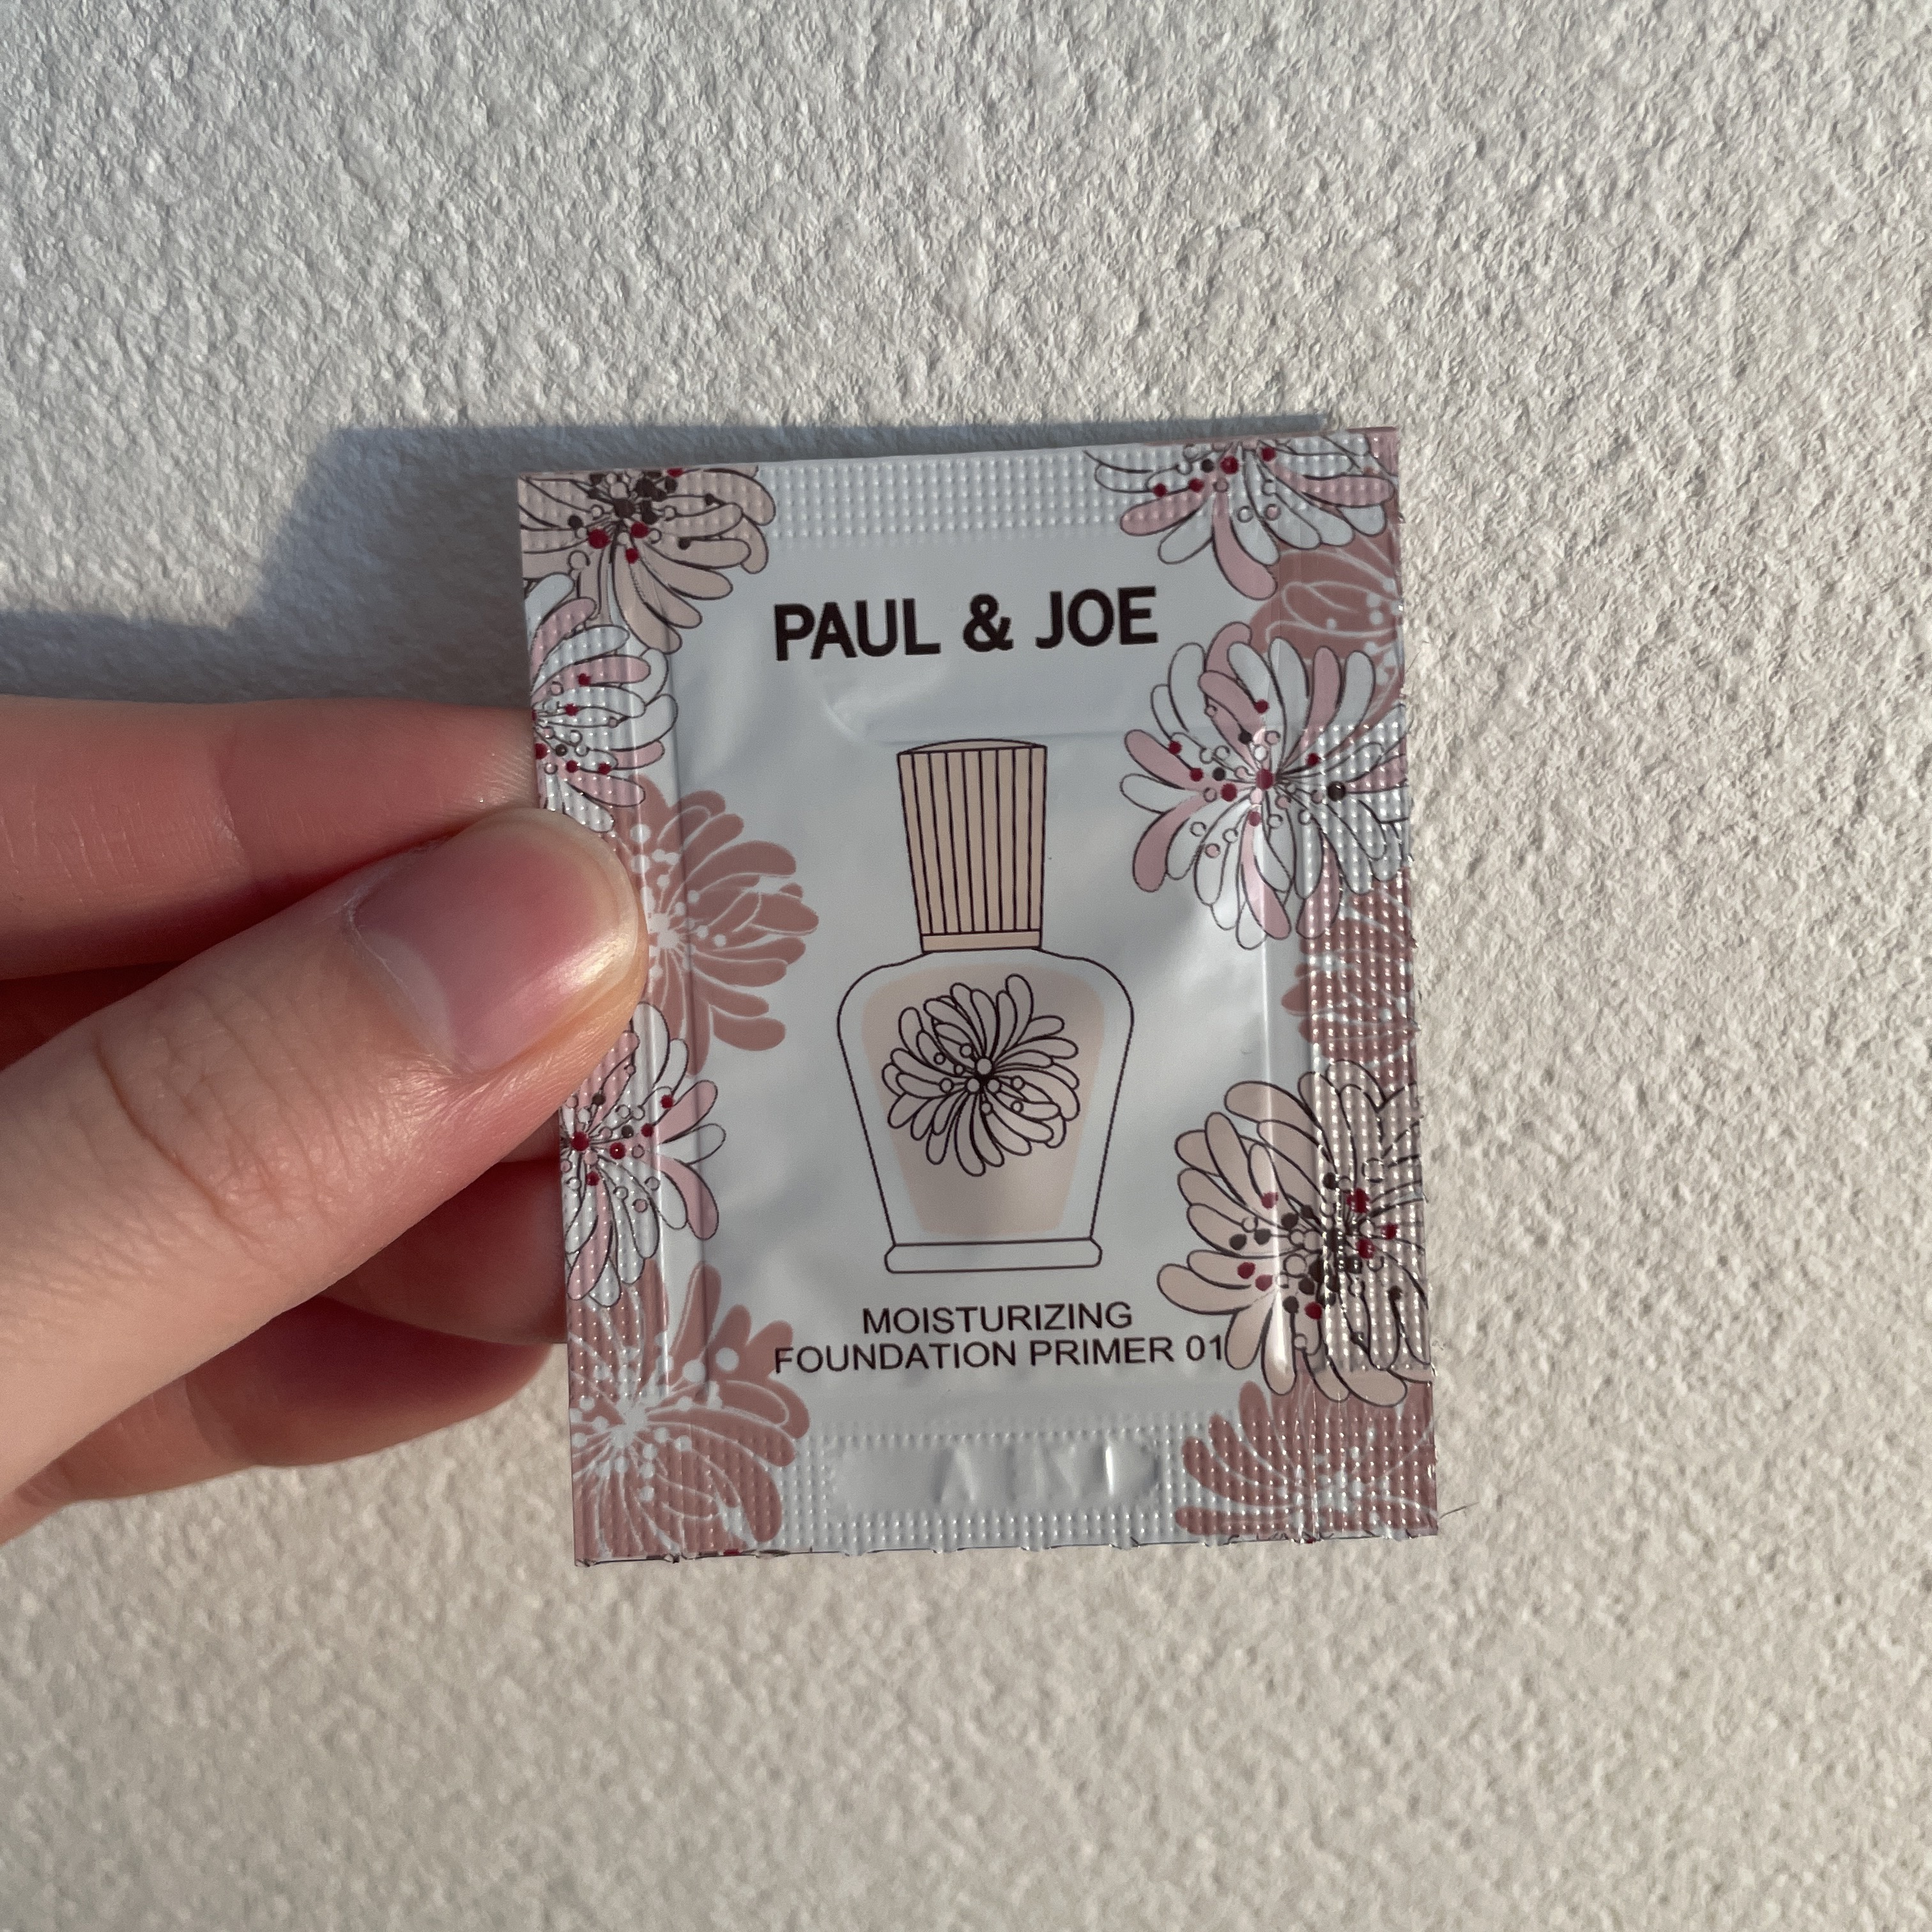 PAUL & JOE
MOISTURIZING
FOUNDATION PRIMER 01